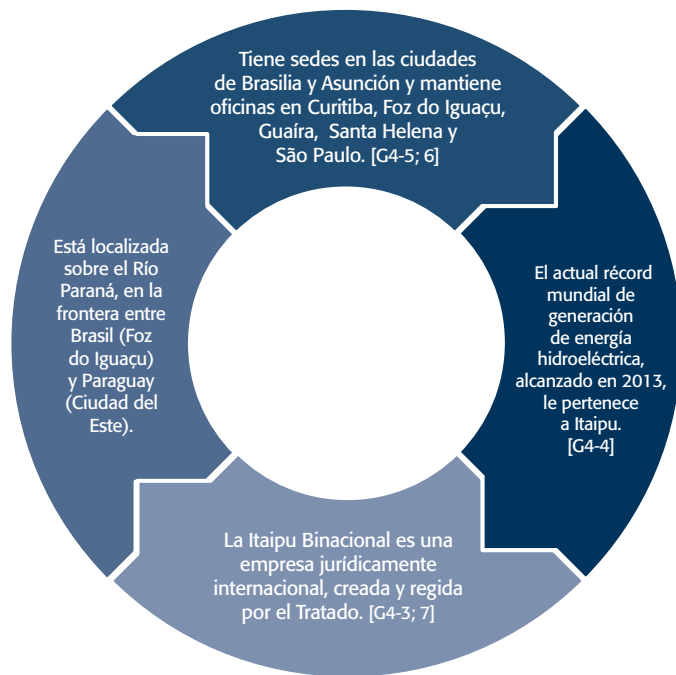 Tiene sedes en las ciudades
de Brasilia y Asunción y mantiene
oficinas en Curitiba, Foz do Iguaçu,
Guaíra, Santa Helena y
São Paulo. [G4-5; 6]
El actual récord
mundial de
generación
de energía
hidroeléctrica,
alcanzado en 2013,
le pertenece
a Itaipu.
[G4-4]
La Itaipu Binacional es una
empresa jurídicamente
internacional, creada y regida
por el Tratado. [G4-3; 7]
Está localizada
sobre el Río
Paraná, en la
frontera entre
Brasil (Foz
do Iguaçu)
y Paraguay
(Ciudad del
Este).